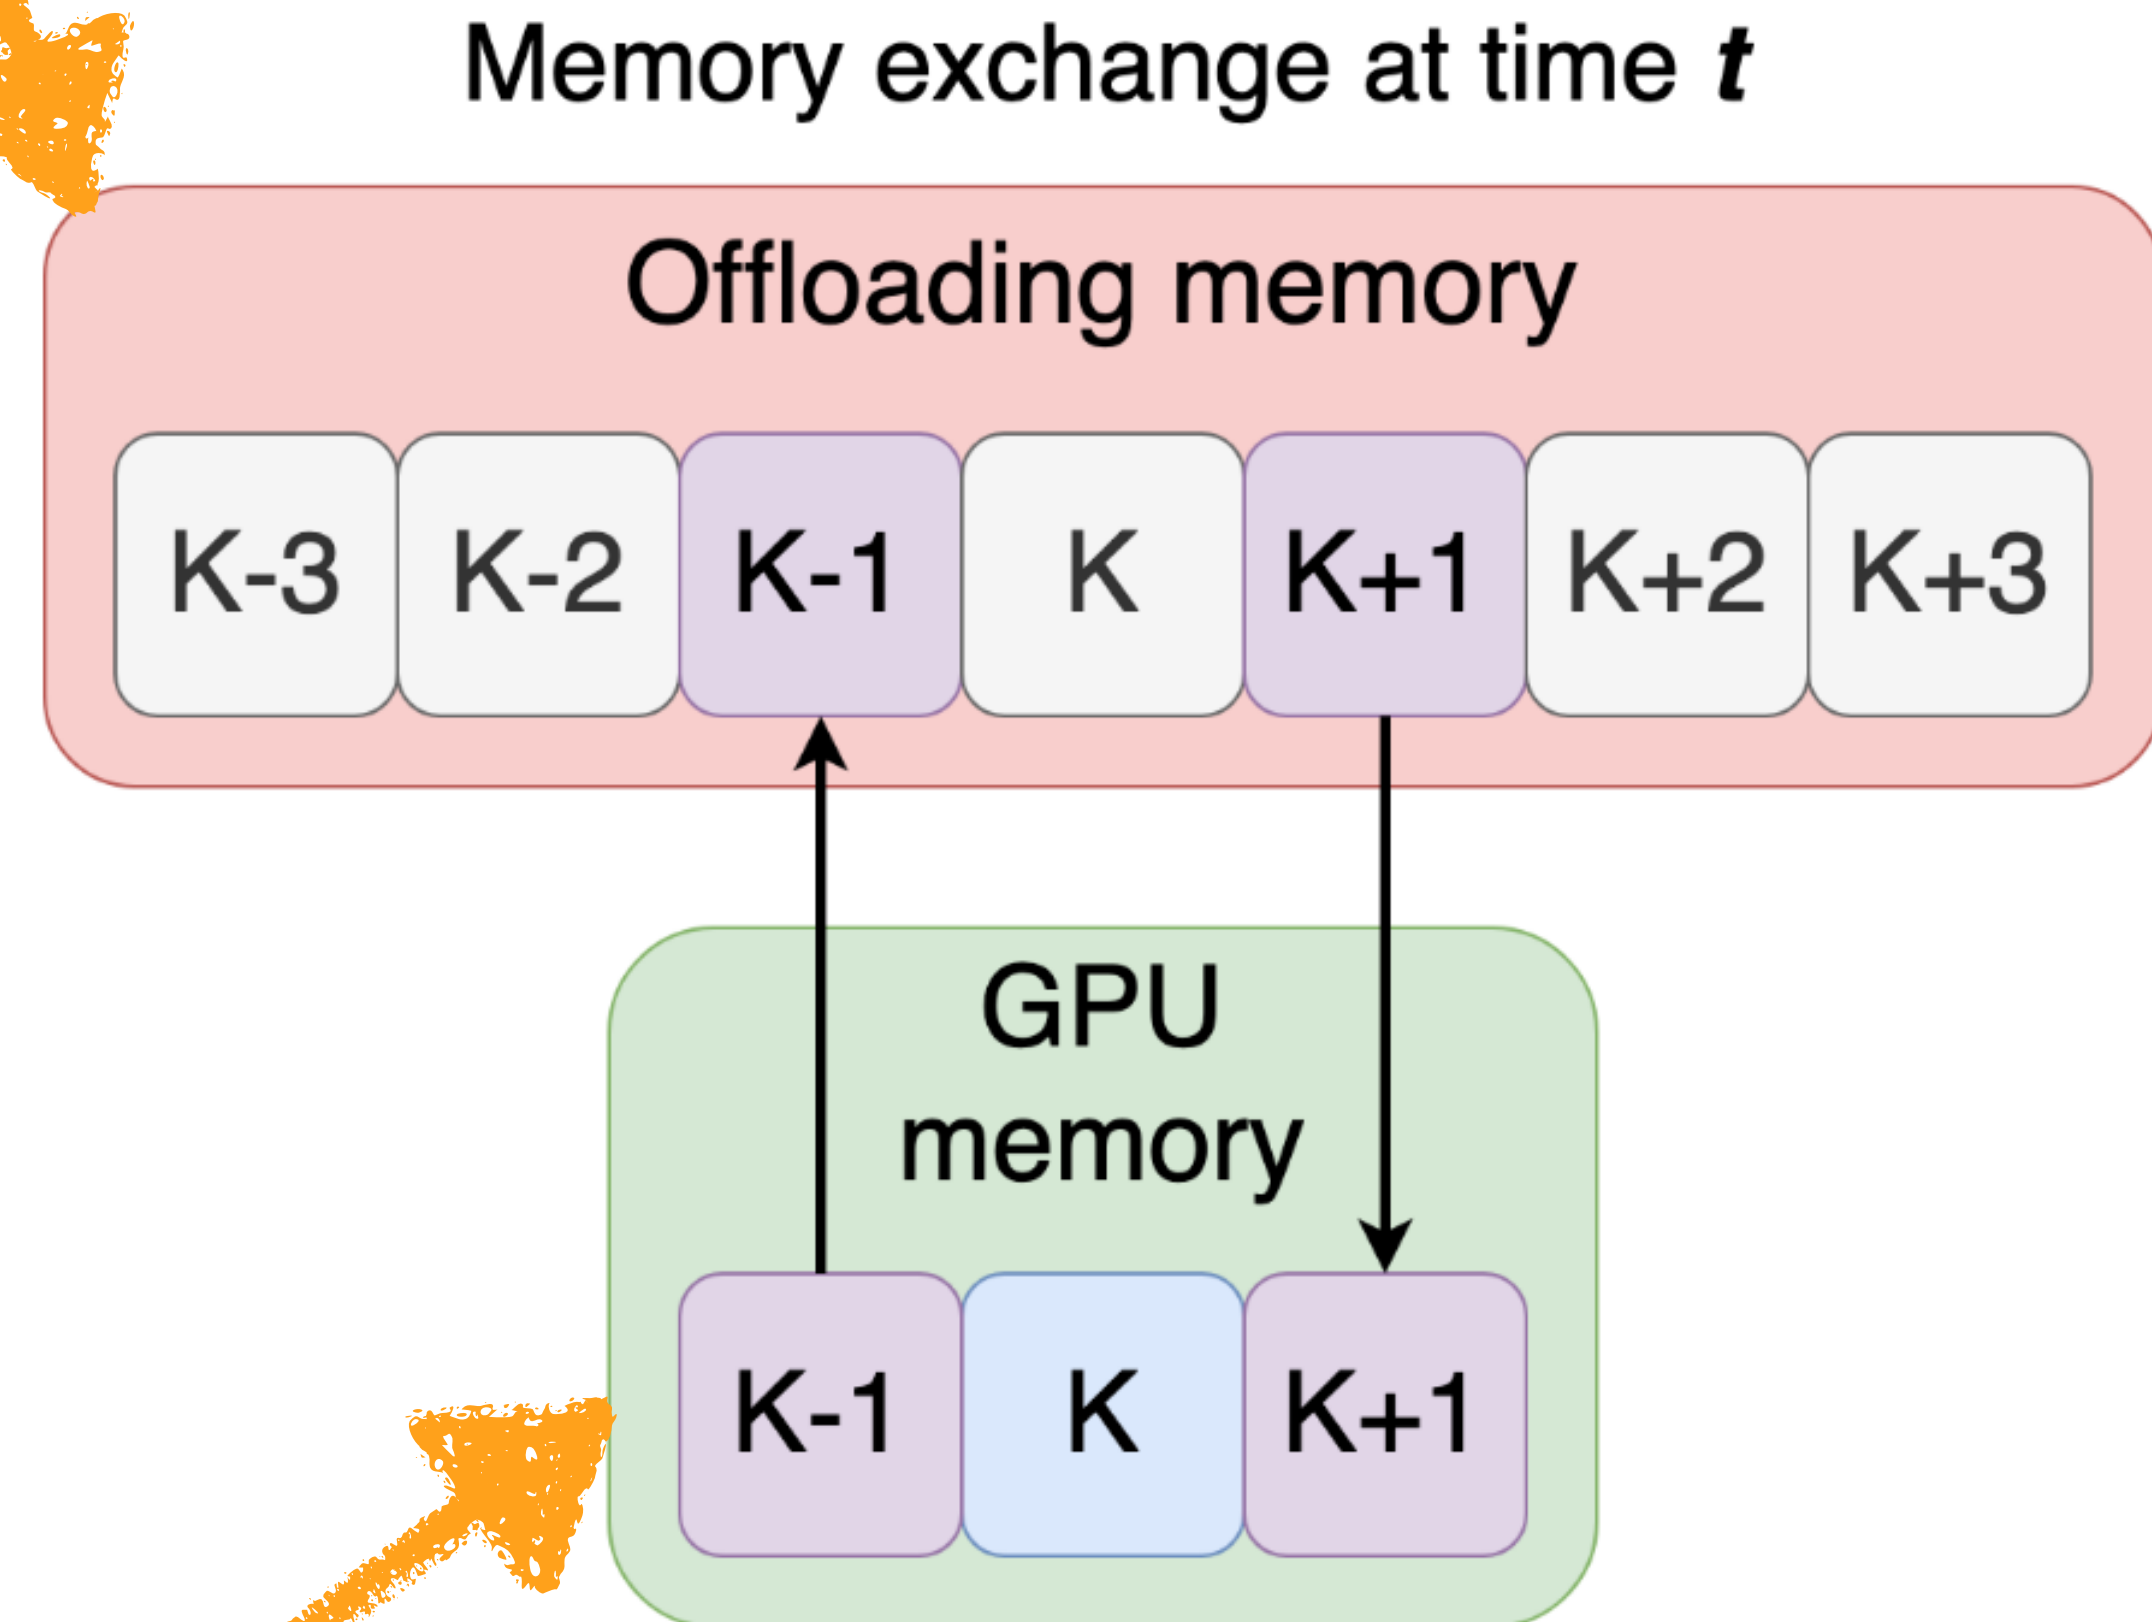 Memory exchange at time t
Offloading memory
K-3 K-2 K-1 K K+1 K+2 K+3
GPU
memory
K-1 K K+1